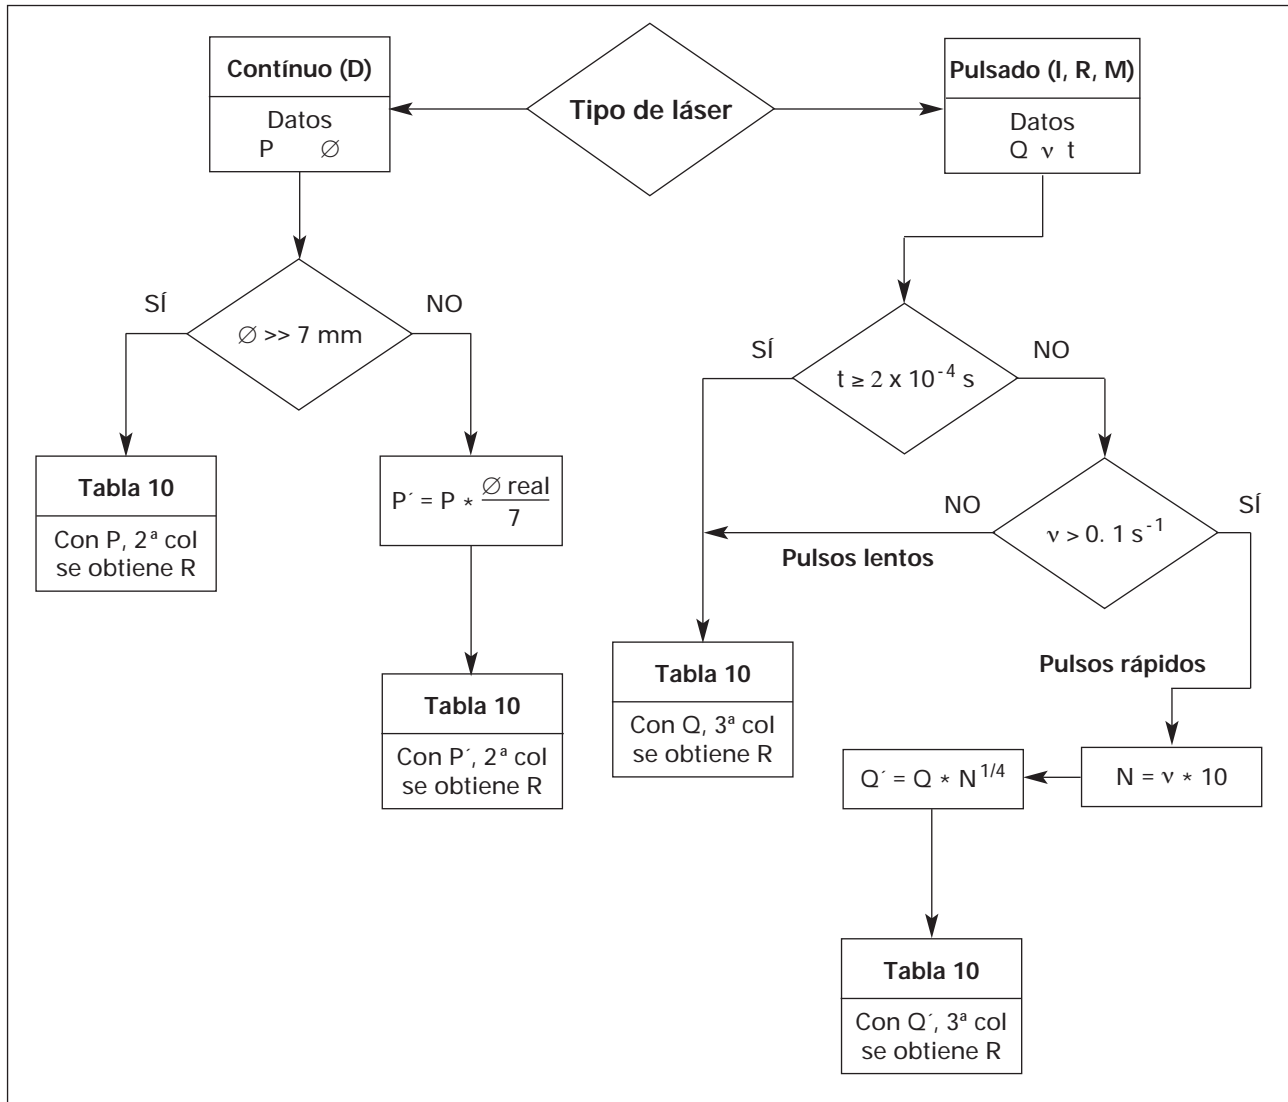 Tipo de láser
Contínuo (D)
Datos
P ∅
∅ >> 7 mm
SÍ
NO
Tabla 10
Con P, 2ª col
se obtiene R
P´ = P * ∅ real
7
Tabla 10
Con P´, 2ª col
se obtiene R
Pulsado (I, R, M)
Datos
Q ν t
t ≥ 2 x 10⁻⁴ s
SÍ
NO
ν > 0. 1 s⁻¹
NO
SÍ
Pulsos lentos
Tabla 10
Con Q, 3ª col
se obtiene R
Pulsos rápidos
N = ν * 10
Q´ = Q * N^1/4
Tabla 10
Con Q´, 3ª col
se obtiene R